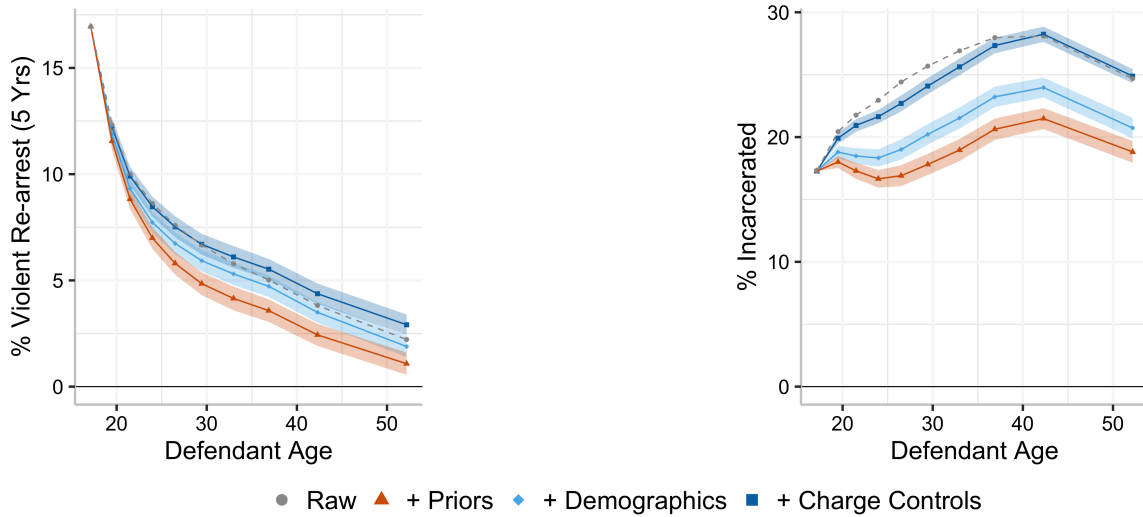 % Violent Re-arrest (5 Yrs)
15
10
5
0
20 30 40 50
Defendant Age
% Incarcerated
30
20
10
0
20 30 40 50
Defendant Age
Raw + Priors + Demographics + Charge Controls